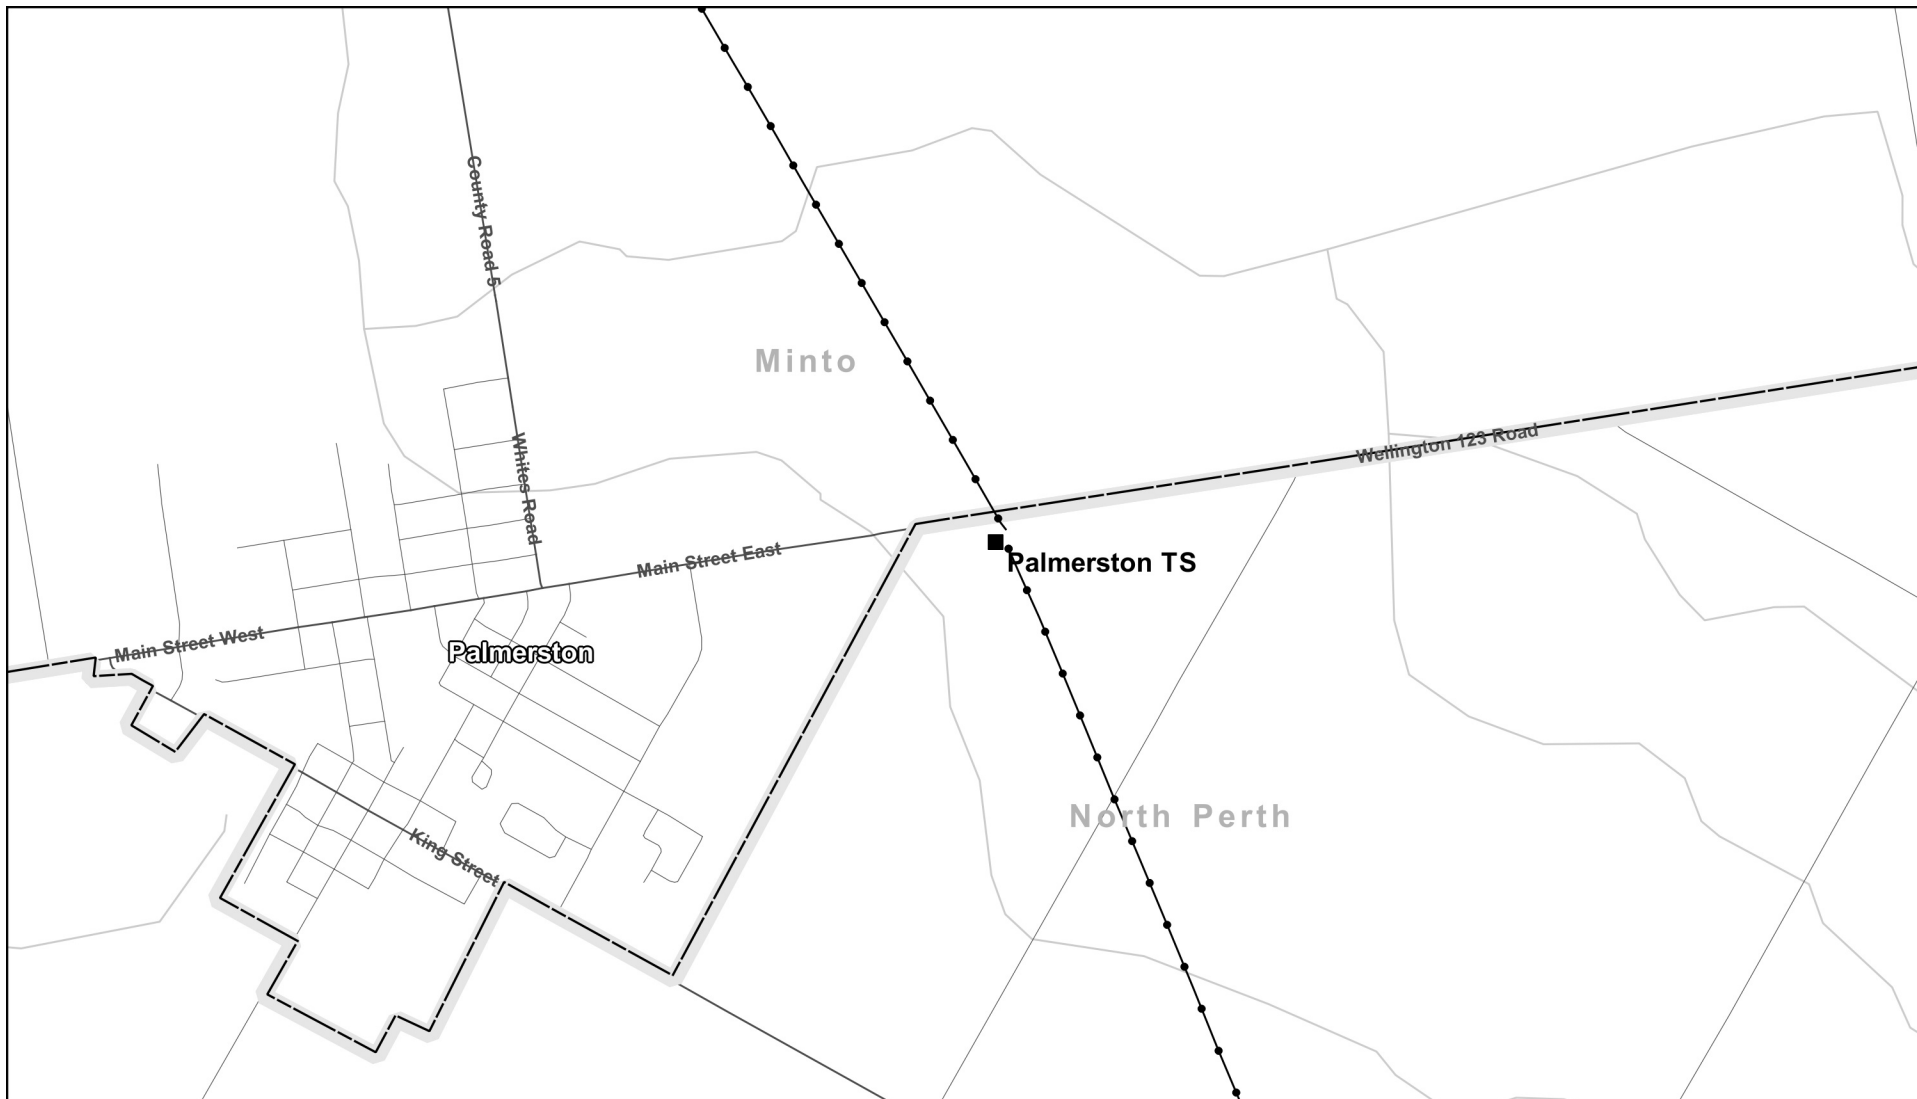 County Road 5
Minto
Wellington 123 Road
Whites Road
Main Street East
Palmerston TS
Main Street West
Palmerston
North Perth
King Street